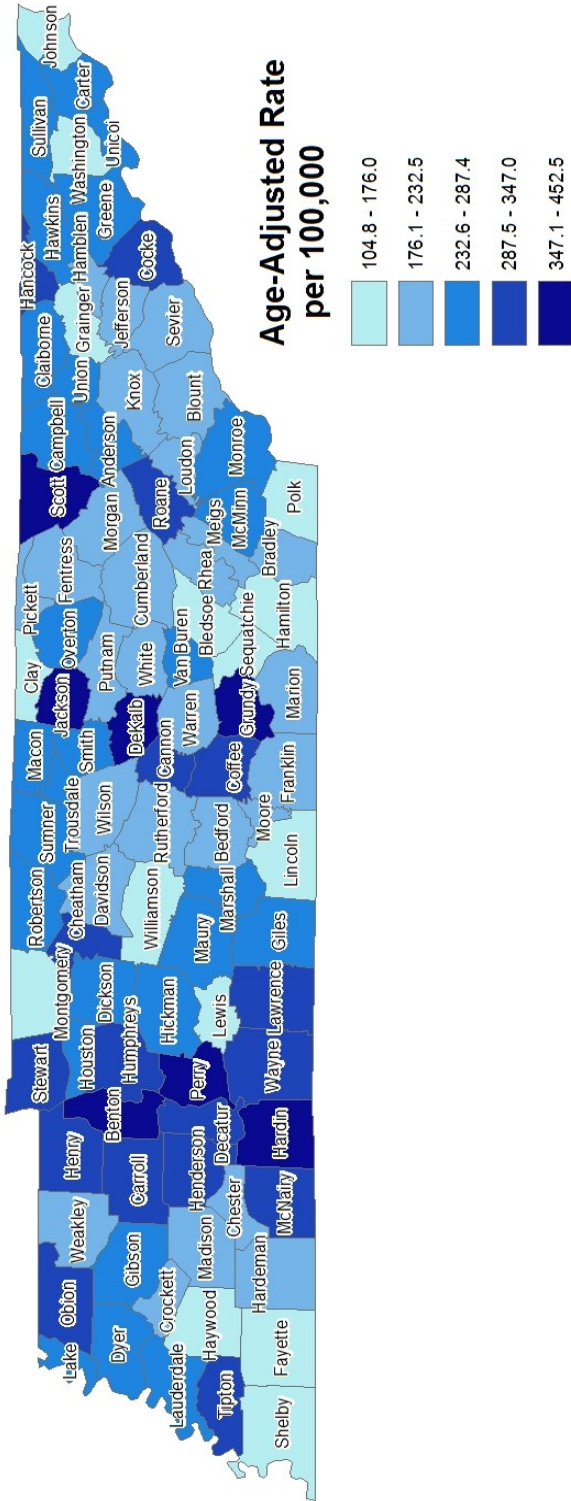 Lake
Obion
Weakley
Henry
Stewart
Montgomery
Robertson
Sumner
Macon
Clay
Pickett
Scott
Campbell
Claiborne
Hancock
Hawkins
Sullivan
Johnson
Dyer
Gibson
Carroll
Benton
Houston
Humphreys
Dickson
Cheatham
Davidson
Trousdale
Wilson
Smith
Jackson
Overton
Fentress
Putnam
Morgan
Anderson
Union
Grainger
Hamblen
Greene
Washington
Unicoi
Carter
Lauderdale
Crockett
Haywood
Madison
Henderson
Decatur
Perry
Hickman
Lewis
Maury
Williamson
Rutherford
Cannon
DeKalb
White
Cumberland
Roane
Loudon
Knox
Jefferson
Sevier
Cocke
Blount
Tipton
Chester
Marshall
Bedford
Coffee
Warren
Van Buren
Bledsoe
Rhea
Meigs
McMinn
Monroe
Shelby
Fayette
Hardeman
McNairy
Hardin
Wayne
Lawrence
Giles
Lincoln
Moore
Franklin
Grundy
Marion
Sequatchie
Hamilton
Bradley
Polk
Age-Adjusted Rate
per 100,000
104.8 - 176.0
176.1 - 232.5
232.6 - 287.4
287.5 - 347.0
347.1 - 452.5